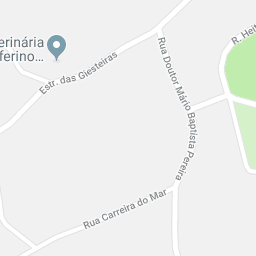 erinária
ferino...
R. Heit
Estr. das Giesteiras
Rua Doutor Mário Baptista Pereira
Rua Carreira do Mar